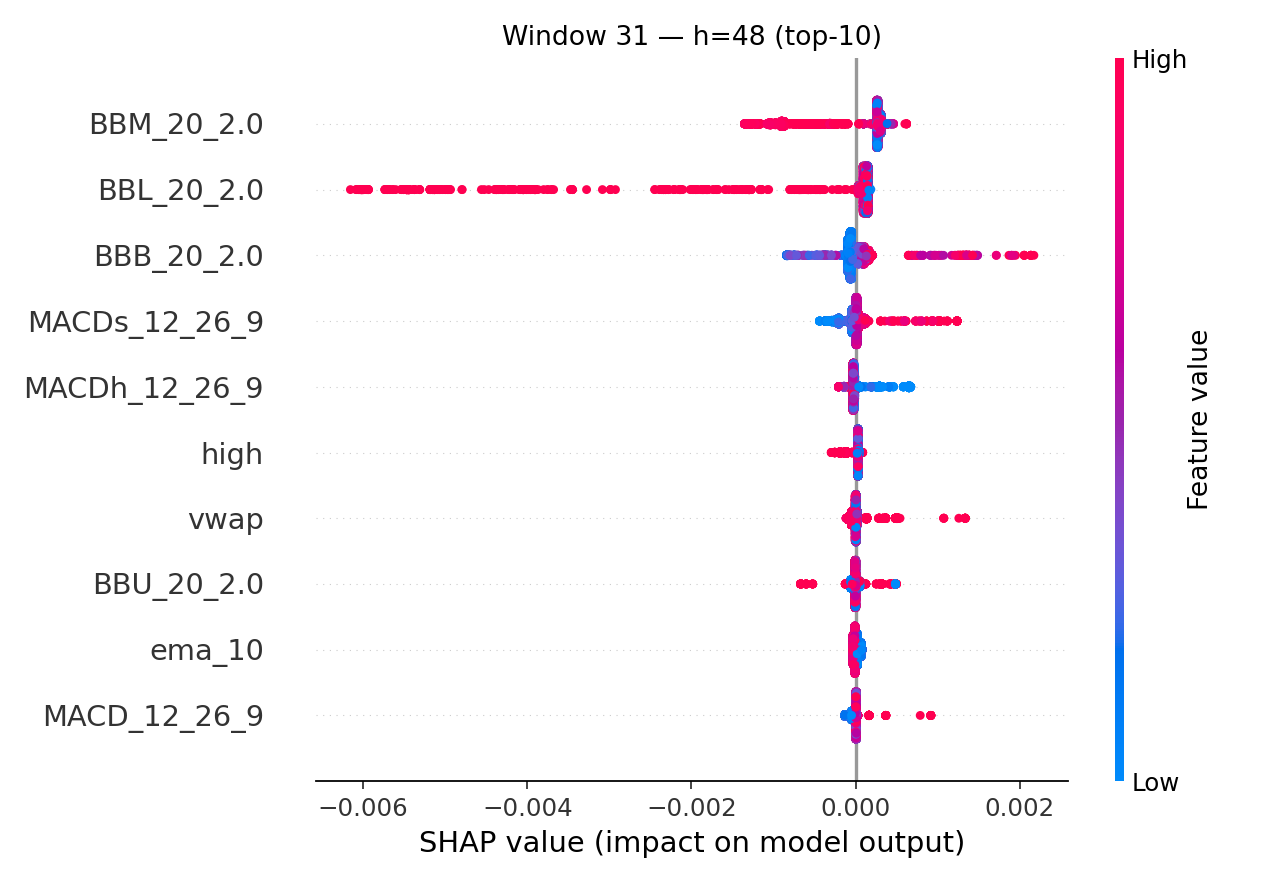 Window 31 — h=48 (top-10)
High
BBM_20_2.0
BBL_20_2.0
BBB_20_2.0
MACDs_12_26_9
MACDh_12_26_9
high
vwap
BBU_20_2.0
ema_10
MACD_12_26_9
Feature value
Low
−0.006 −0.004 −0.002 0.000 0.002
SHAP value (impact on model output)